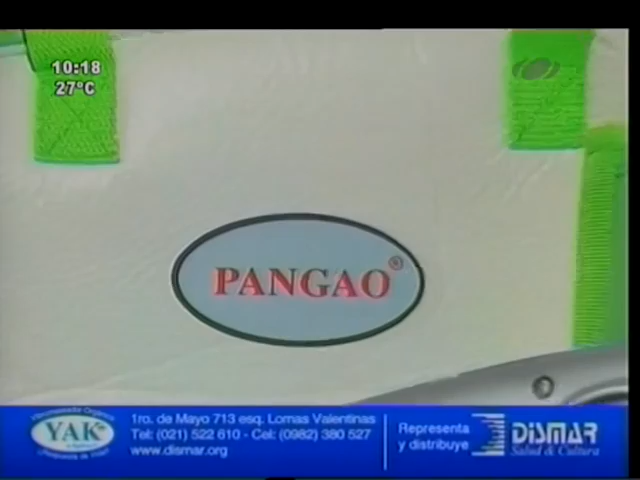 10:18
27°C
PANGAO®
YAK
1ro. de Mayo 713 esq. Lomas Valentinas
Tel: (021) 522 610 - Cel: (0982) 380 527
www.dismar.org
Representa
y distribuye
DISMAR
Salud & Cultura